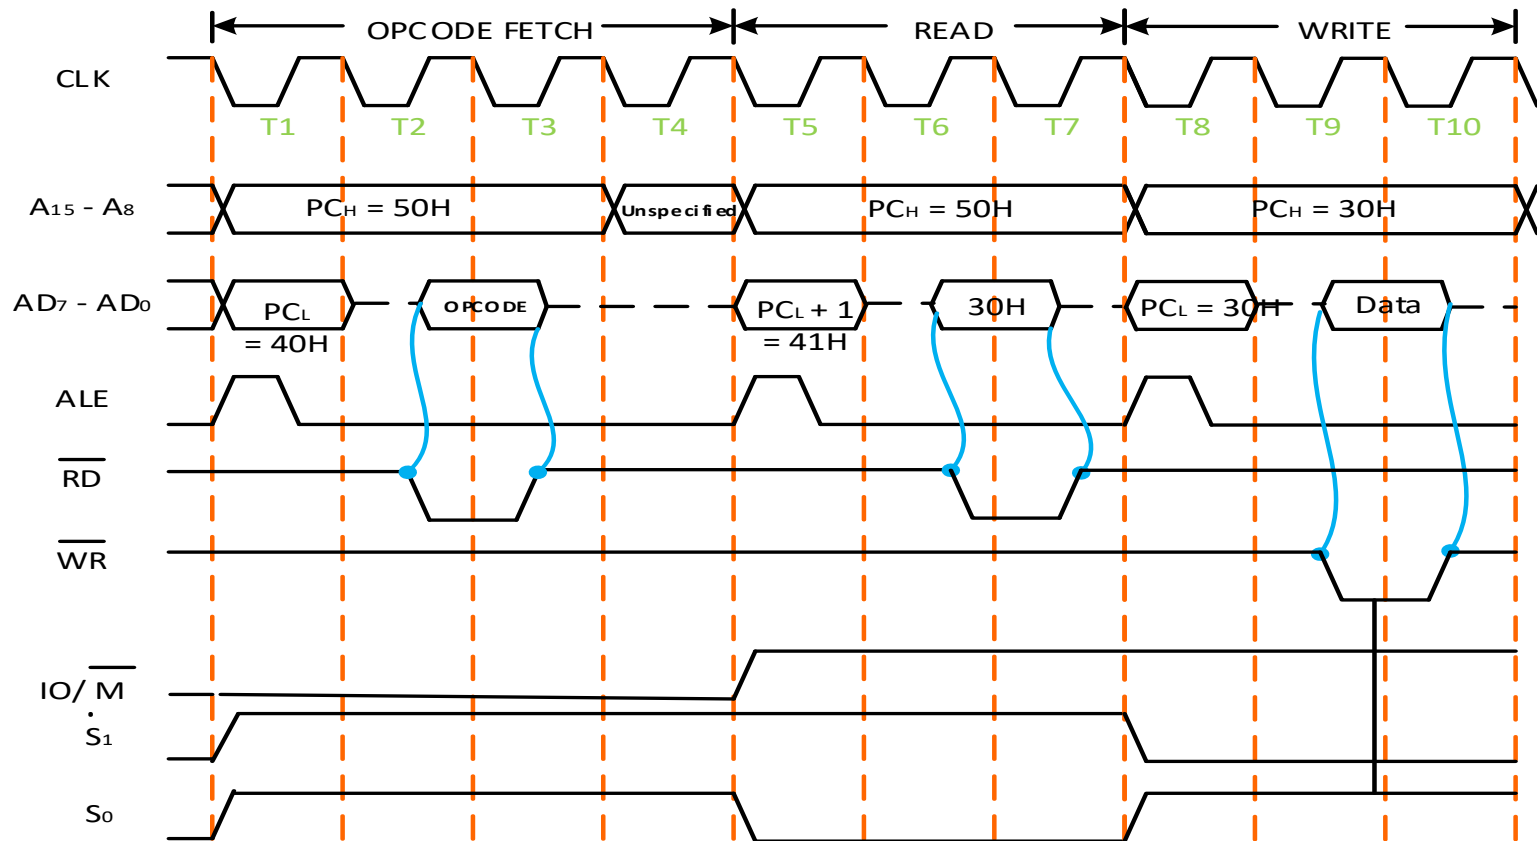 OPCODE FETCH READ WRITE
CLK
T1 T2 T3 T4 T5 T6 T7 T8 T9 T10
A₁₅ - A₈ PCH = 50H Unspecified PCH = 50H PCH = 30H
AD₇ - AD₀ PCL OPCODE PCL + 1 30H PCL = 30H Data
= 40H = 41H
ALE
R̅D̅
W̅R̅
IO/ M̅
S₁
S₀